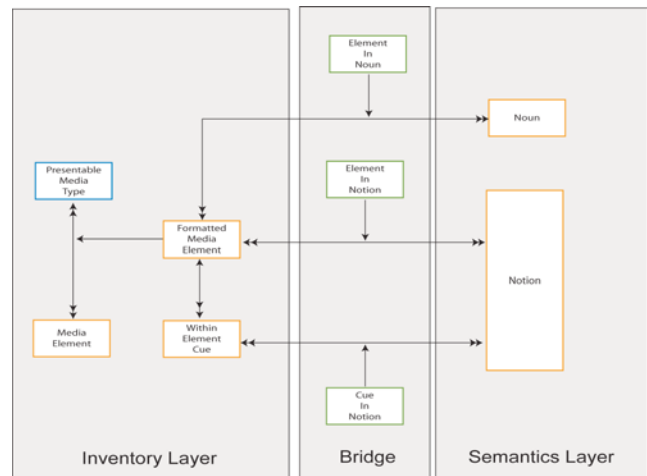 Element
In
Noun
Noun
Presentable
Media
Type
Element
In
Notion
Formatted
Media
Element
Notion
Media
Element
Within
Element
Cue
Cue
In
Notion
Inventory Layer
Bridge
Semantics Layer